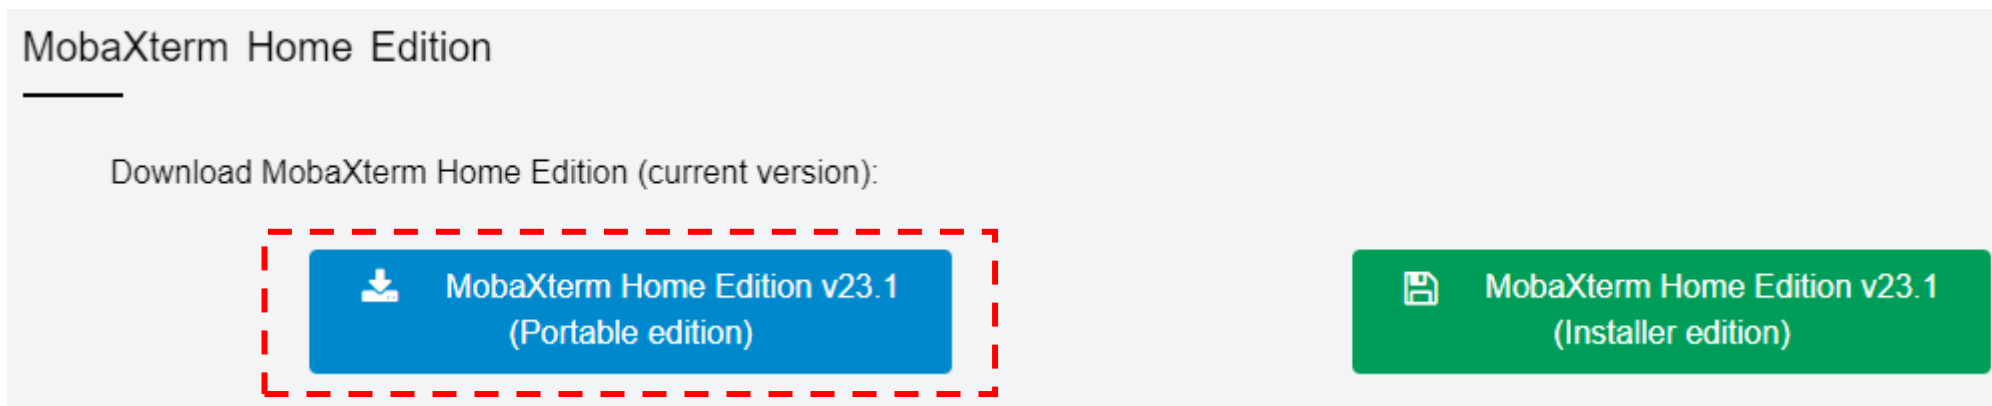 MobaXterm Home Edition
Download MobaXterm Home Edition (current version):
MobaXterm Home Edition v23.1
(Portable edition)
MobaXterm Home Edition v23.1
(Installer edition)